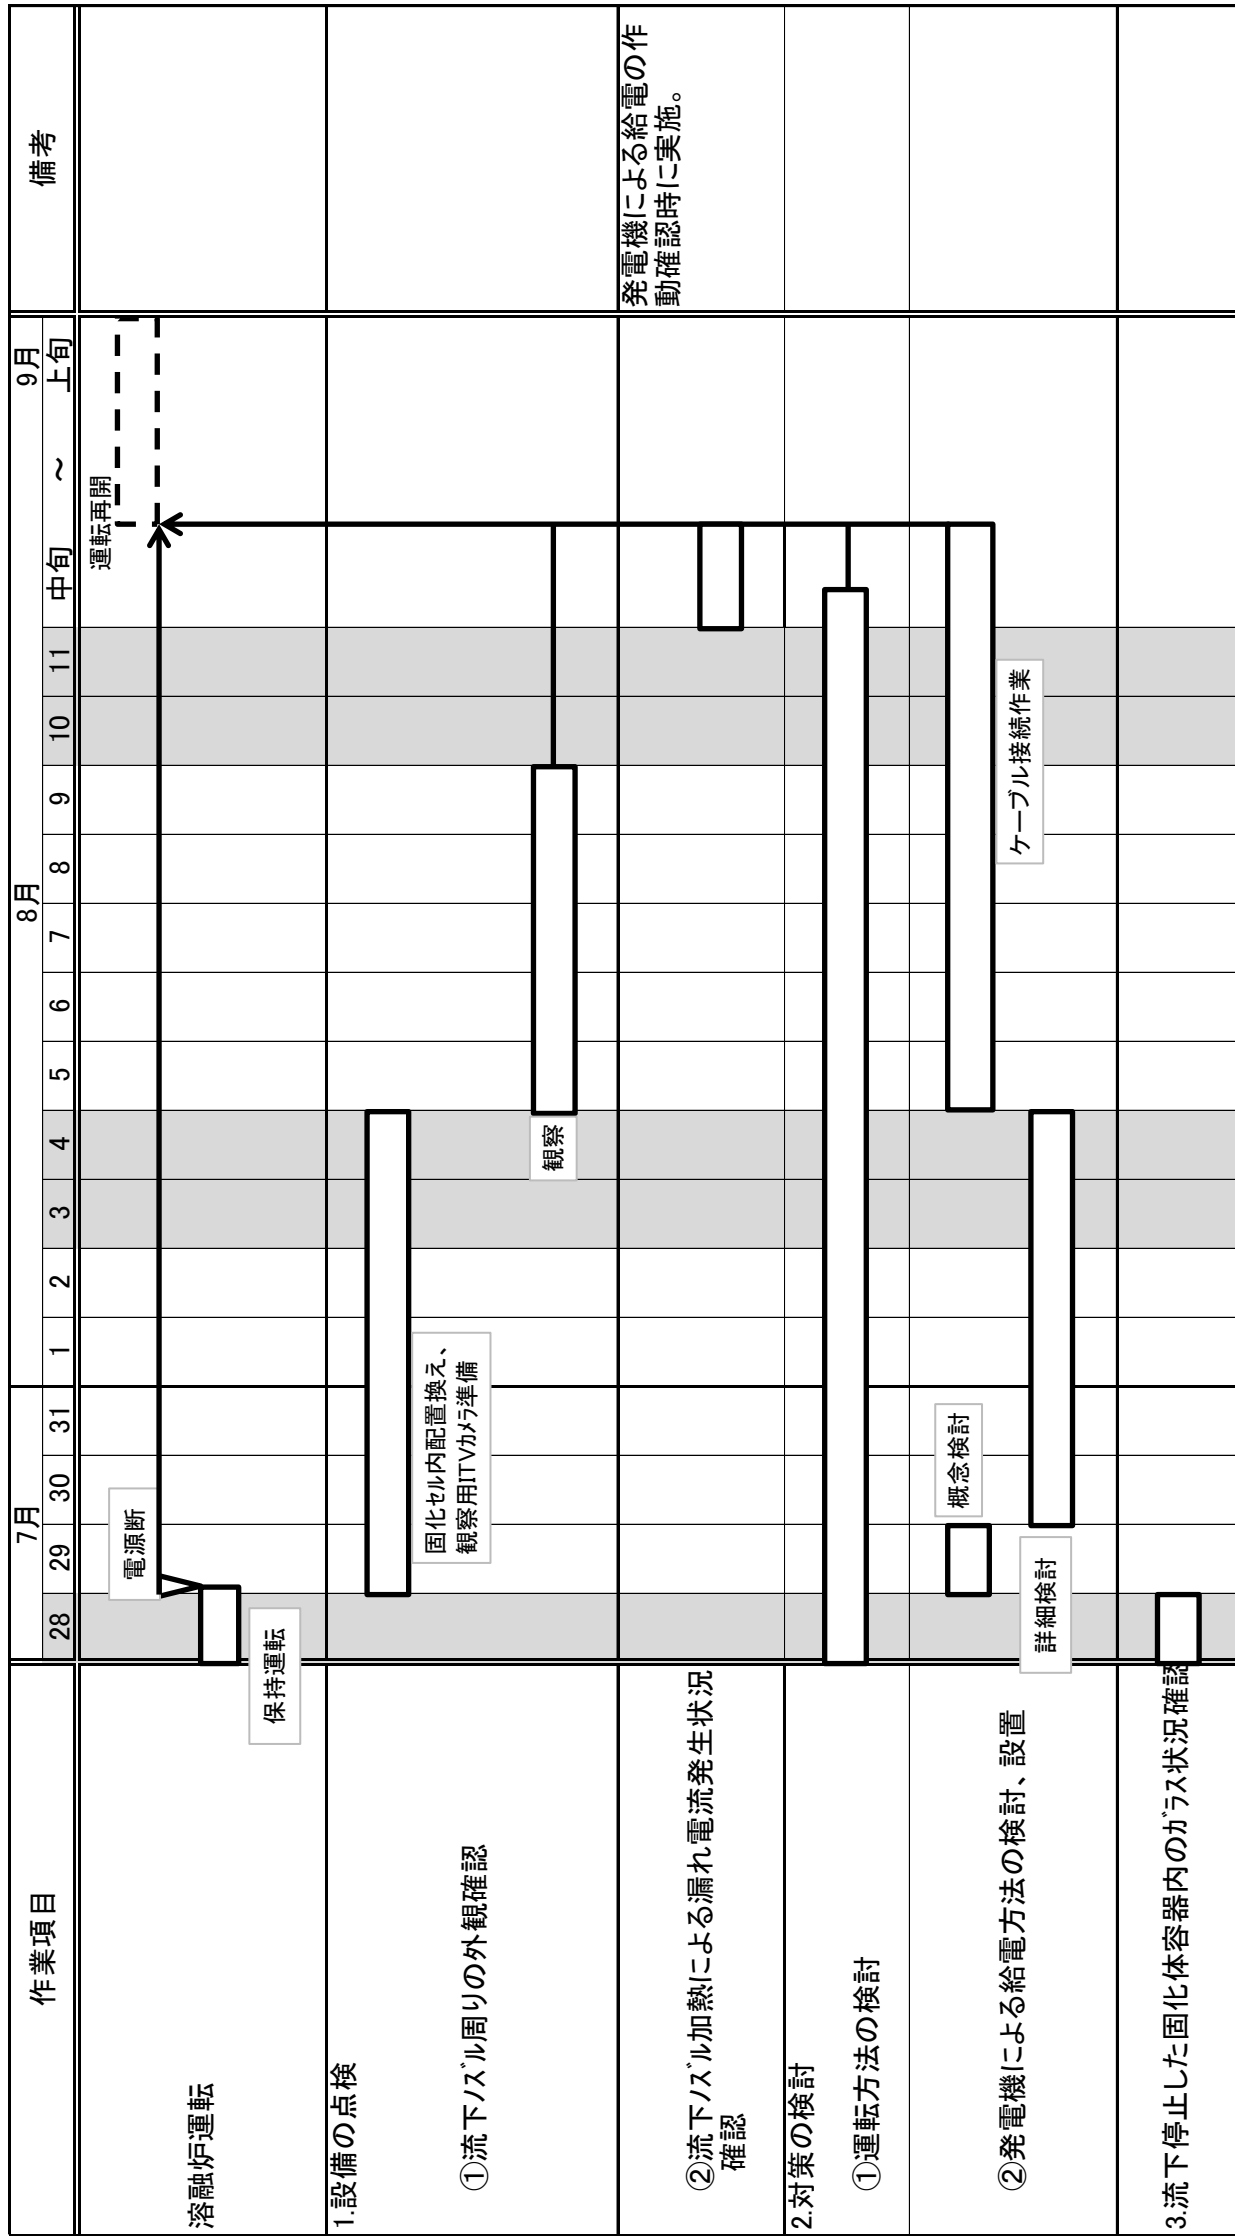 作業項目
7月
8月
9月
備考
28
29
30
31
1
2
3
4
5
6
7
8
9
10
11
中旬
～
上旬
溶融炉運転
保持運転
電源断
運転再開
1.設備の点検
①流下ﾉｽﾞﾙ周りの外観確認
固化セル内配置換え、
観察用ITVｶﾒﾗ準備
観察
②流下ﾉｽﾞﾙ加熱による漏れ電流発生状況
確認
発電機による給電の作
動確認時に実施。
2.対策の検討
①運転方法の検討
②発電機による給電方法の検討、設置
概念検討
詳細検討
ケーブル接続作業
3.流下停止した固化体容器内のｶﾞﾗｽ状況確認